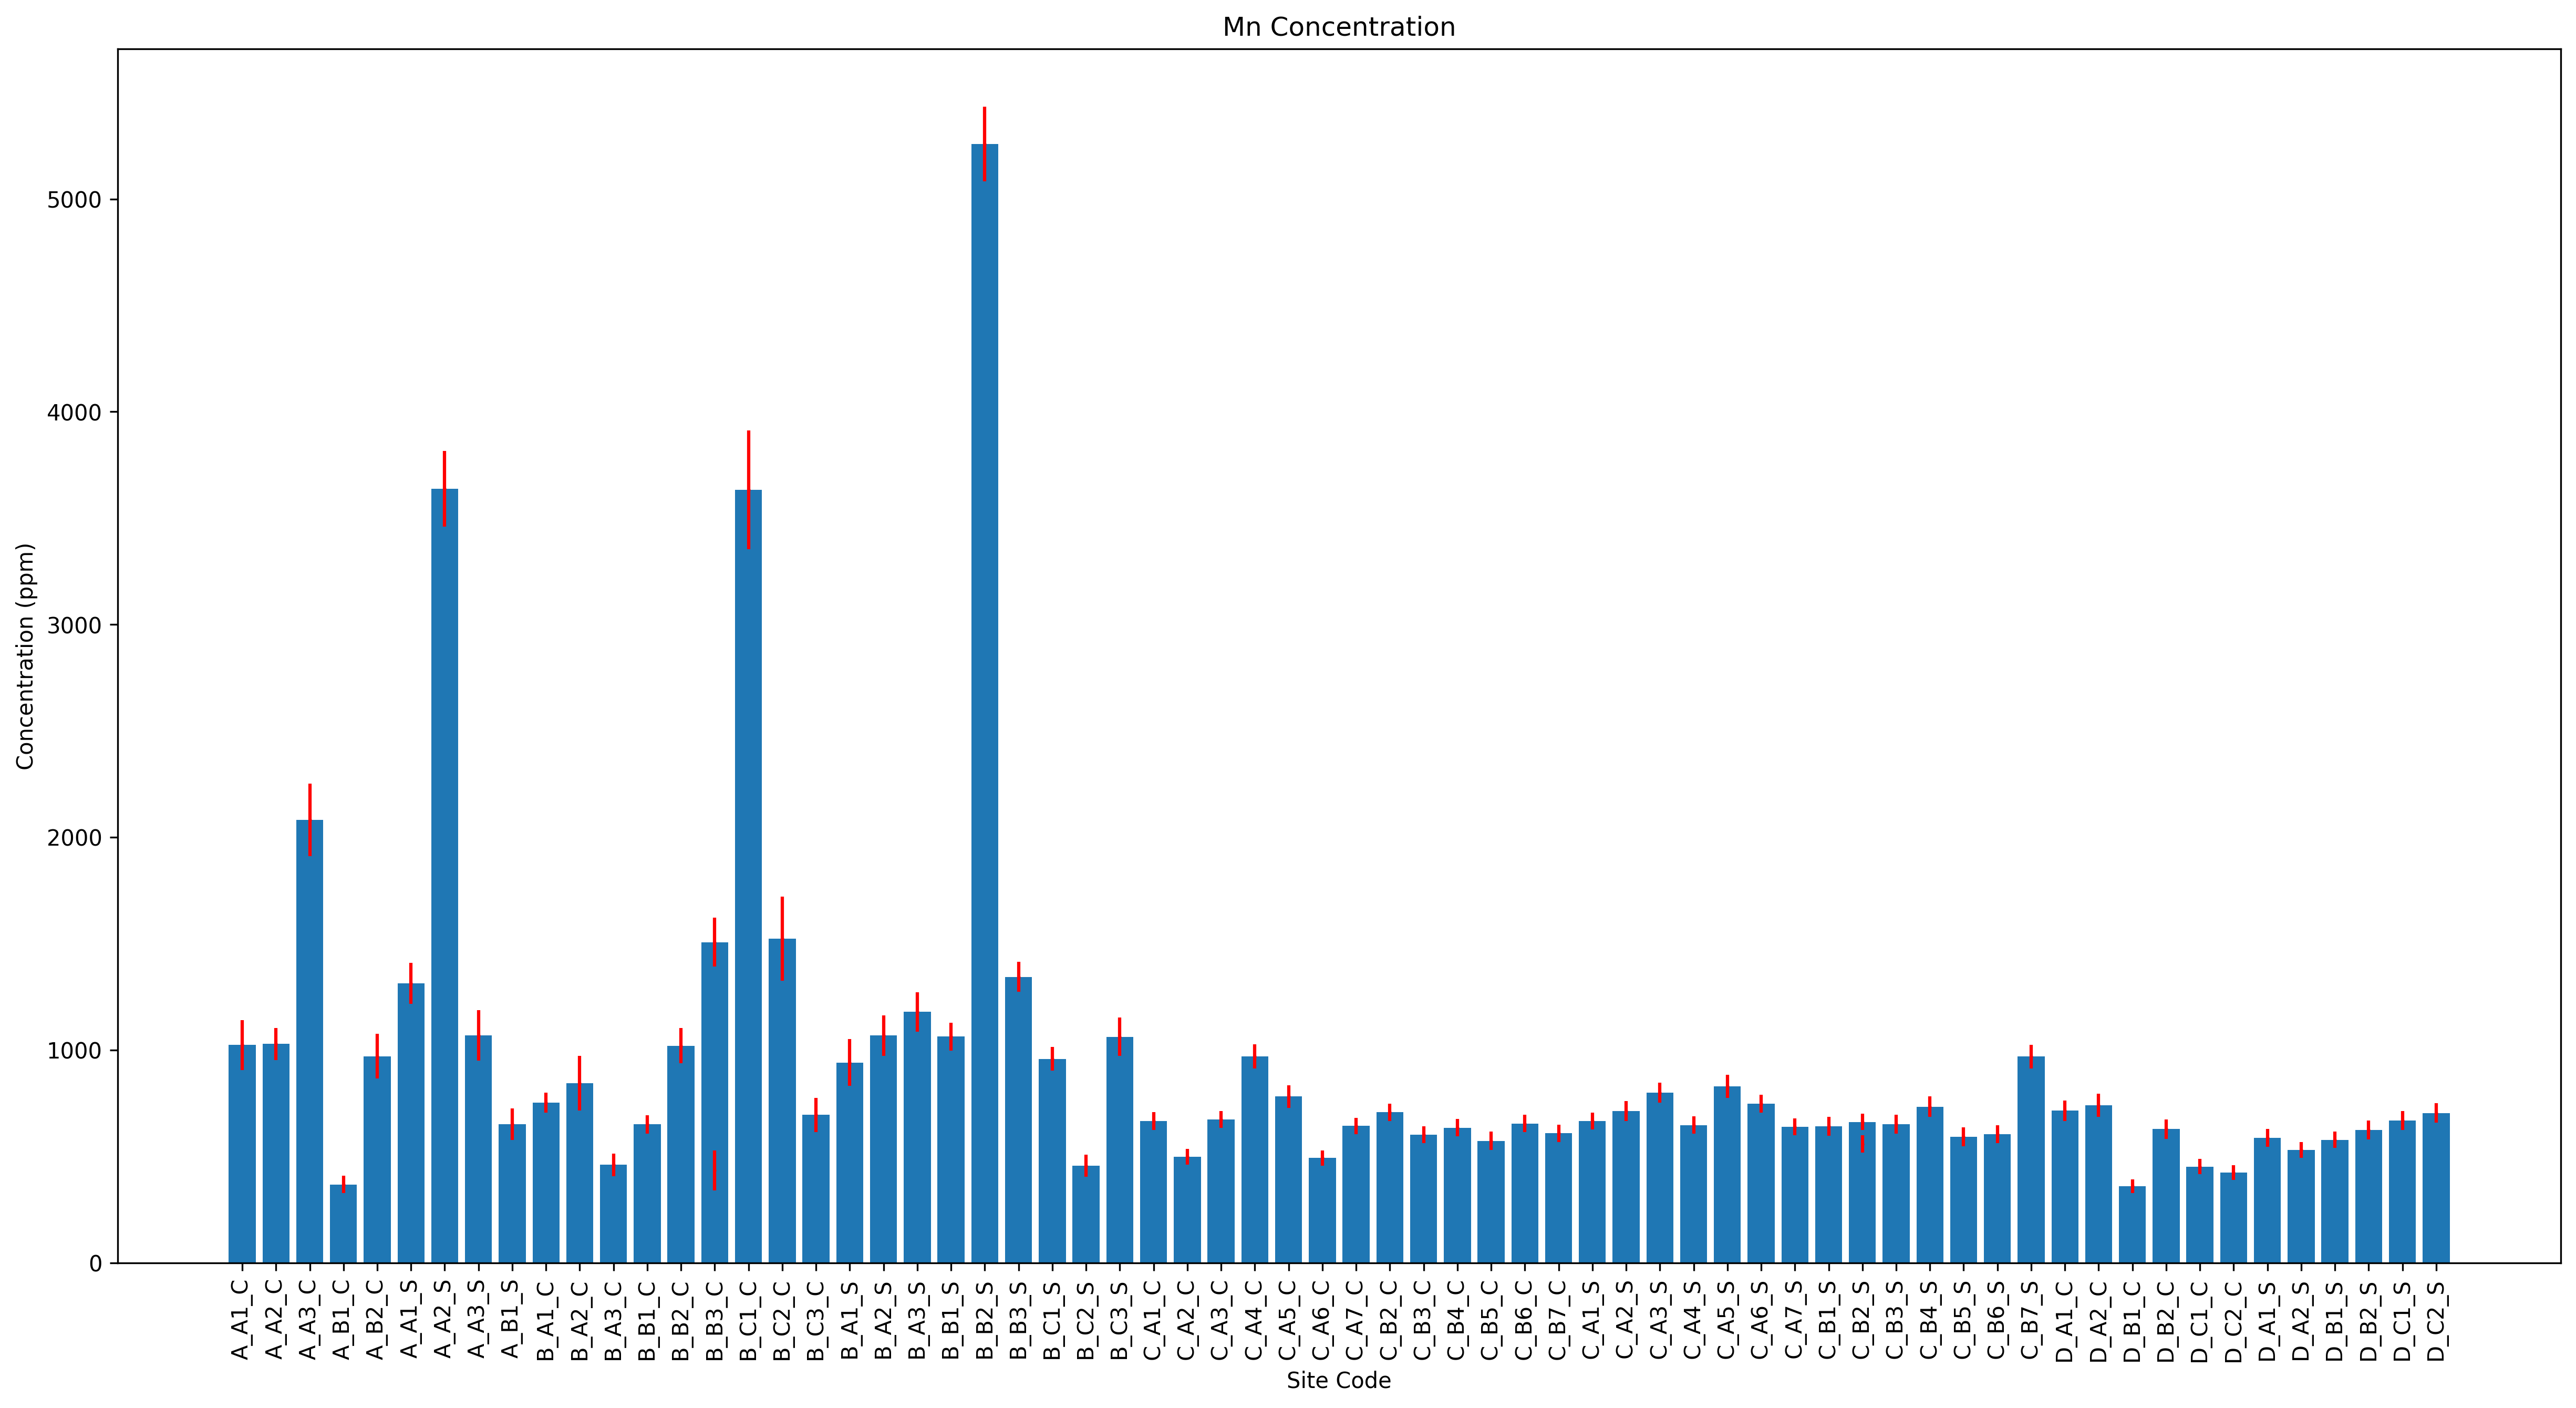 Mn Concentration
Concentration (ppm)
5000
4000
3000
2000
1000
0
A_A1_C
A_A2_C
A_A3_C
A_B1_C
A_B2_C
A_A1_S
A_A2_S
A_A3_S
A_B1_S
B_A1_C
B_A2_C
B_A3_C
B_B1_C
B_B2_C
B_B3_C
B_C1_C
B_C2_C
B_C3_C
B_A1_S
B_A2_S
B_A3_S
B_B1_S
B_B2_S
B_B3_S
B_C1_S
B_C2_S
B_C3_S
C_A1_C
C_A2_C
C_A3_C
C_A4_C
C_A5_C
C_A6_C
C_A7_C
C_B2_C
C_B3_C
C_B4_C
C_B5_C
C_B6_C
C_B7_C
C_A1_S
C_A2_S
C_A3_S
C_A4_S
C_A5_S
C_A6_S
C_A7_S
C_B1_S
C_B2_S
C_B3_S
C_B4_S
C_B5_S
C_B6_S
C_B7_S
D_A1_C
D_A2_C
D_B1_C
D_B2_C
D_C1_C
D_C2_C
D_A1_S
D_A2_S
D_B1_S
D_B2_S
D_C1_S
D_C2_S
Site Code